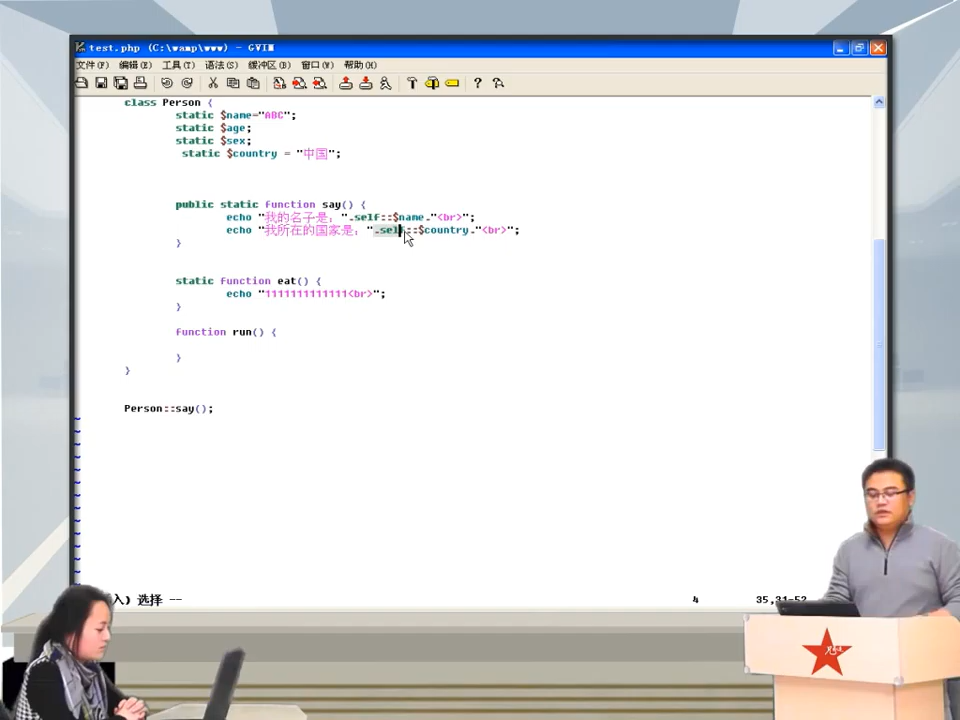 test.php (C:\wamp\www) - GVIM
文件(F) 编辑(E) 工具(T) 语法(S) 缓冲区(B) 窗口(W) 帮助(H)
class Person {
static $name="ABC";
static $age;
static $sex;
static $country = "中国";
public static function say() {
echo "我的名子是：".self::$name."<br>";
echo "我所在的国家是：".self::$country."<br>";
}
static function eat() {
echo "1111111111111<br>";
}
function run() {
}
}
Person::say();
~
~
~
~
~
~
~
~
~
~
~
~
~
~
入) 选择 --
4
35,31-52